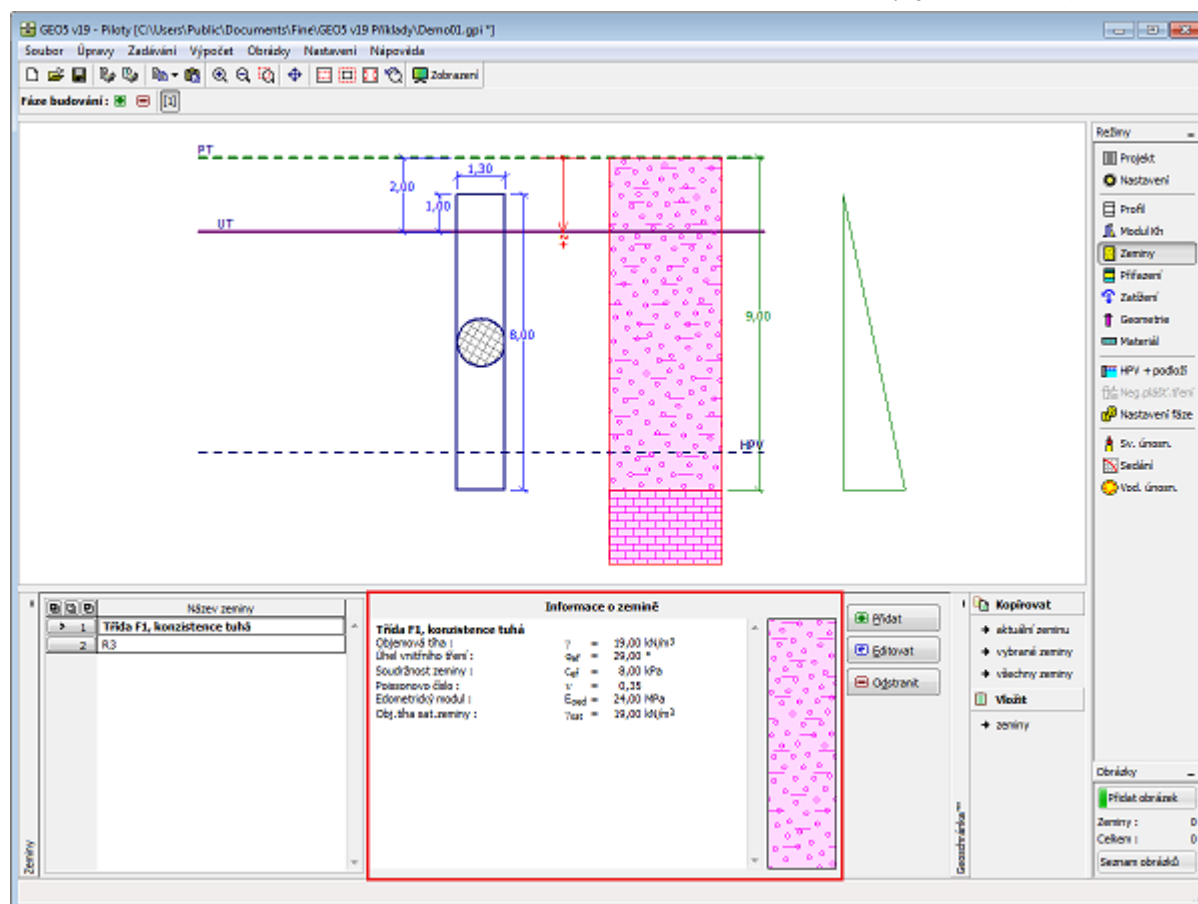 GEO5 v19 - Piloty [C:\Users\Public\Documents\Fine\GEO5 v19 Příklady\Demo01.gpi *]
Soubor Úpravy Zadávání Výpočet Obrázky Nastavení Nápověda
Zobrazení
Fáze budování : [1]
PT
1,30
2,00
1,00
UT
+z
8,00
9,00
HPV
Režimy
Projekt
Nastavení
Profil
Modul Kh
Zeminy
Přiřazení
Zatížení
Geometrie
Materiál
HPV + podloží
Neg.plášť.tření
Nastavení fáze
Sv. únosn.
Sedání
Vod. únosn.
Obrázky
Přidat obrázek
Zeminy : 0
Celkem : 0
Seznam obrázků
Zeminy
Název zeminy
> 1 Třída F1, konzistence tuhá
2 R3
Informace o zemině
Třída F1, konzistence tuhá
Objemová tíha : γ = 19,00 kN/m³
Úhel vnitřního tření : φef = 29,00 °
Soudržnost zeminy : cef = 8,00 kPa
Poissonovo číslo : ν = 0,35
Edometrický modul : Eoed = 24,00 MPa
Obj.tíha sat.zeminy : γsat = 19,00 kN/m³
Přidat
Editovat
Odstranit
Geoschránka™
Kopírovat
aktuální zeminu
vybrané zeminy
všechny zeminy
Vložit
zeminy